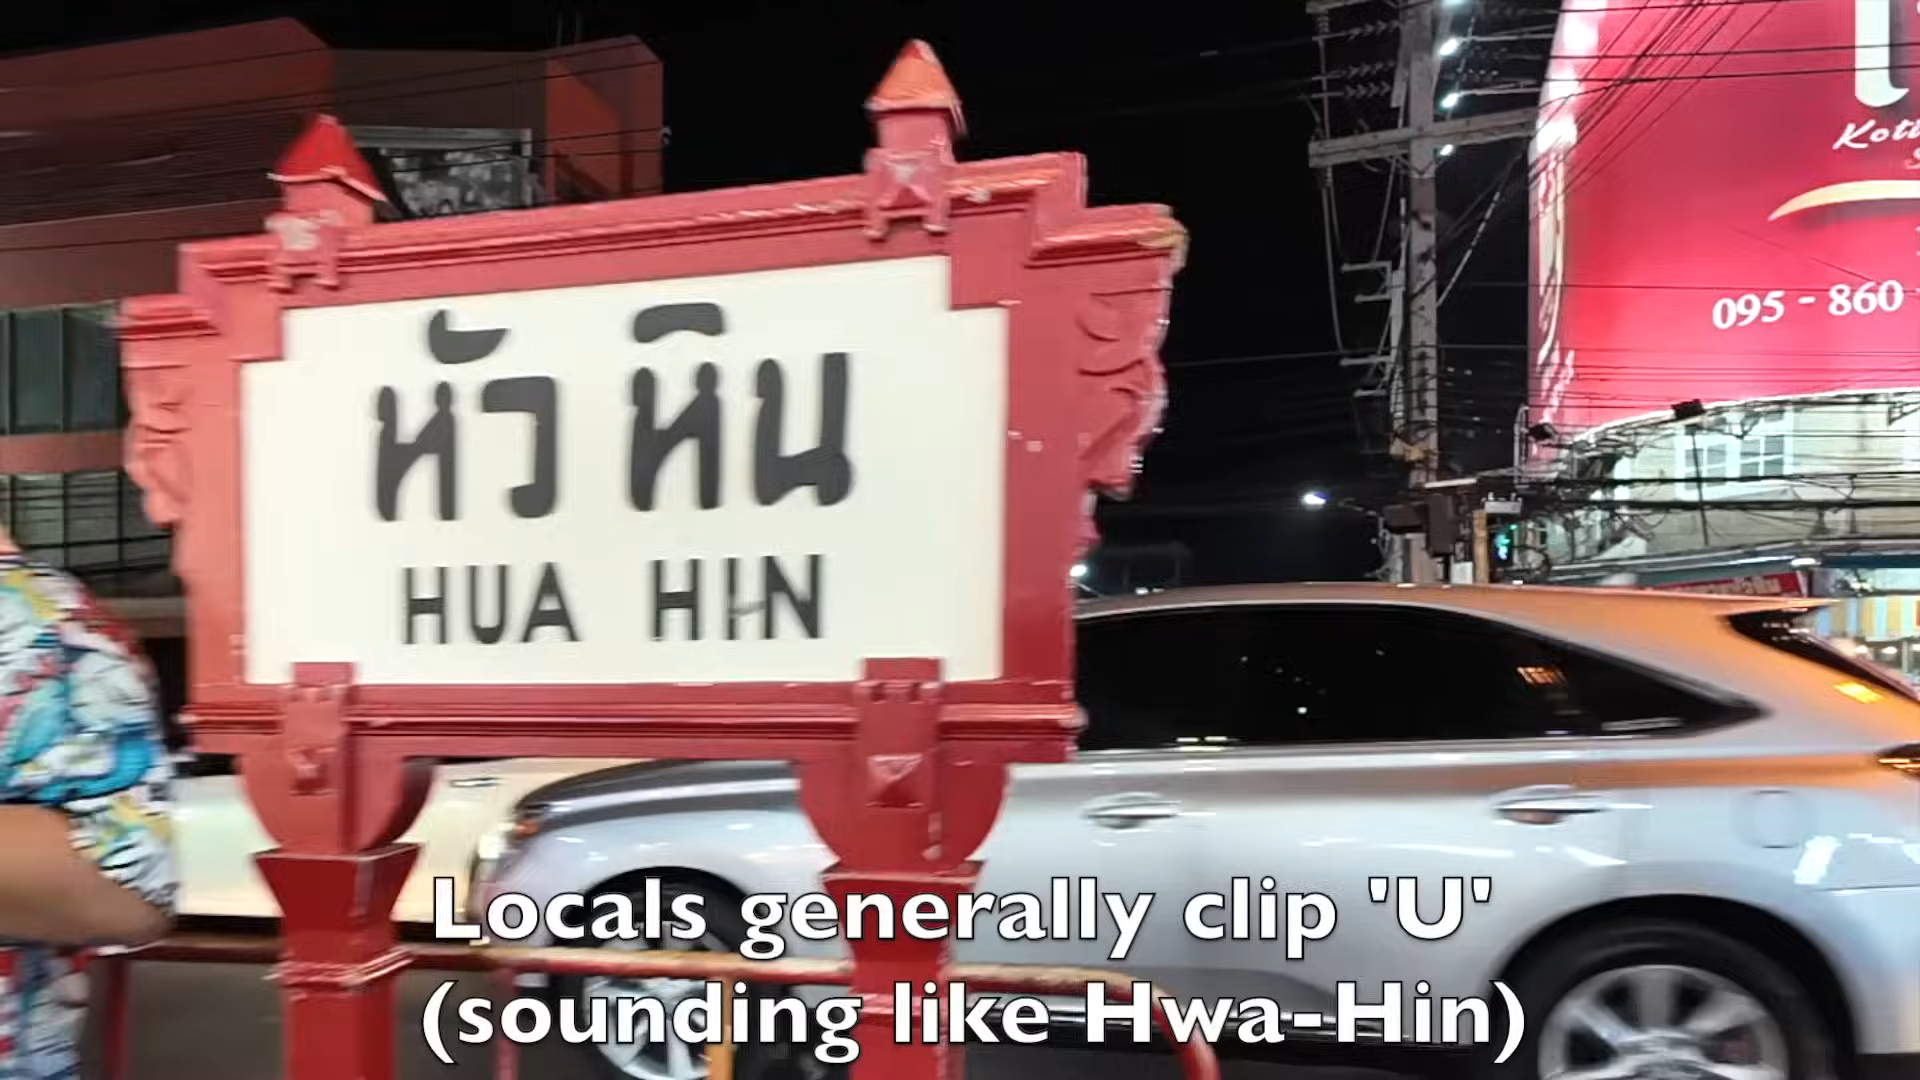 หัวหิน
HUA HIN
095 - 860
Locals generally clip 'U'
(sounding like Hwa-Hin)